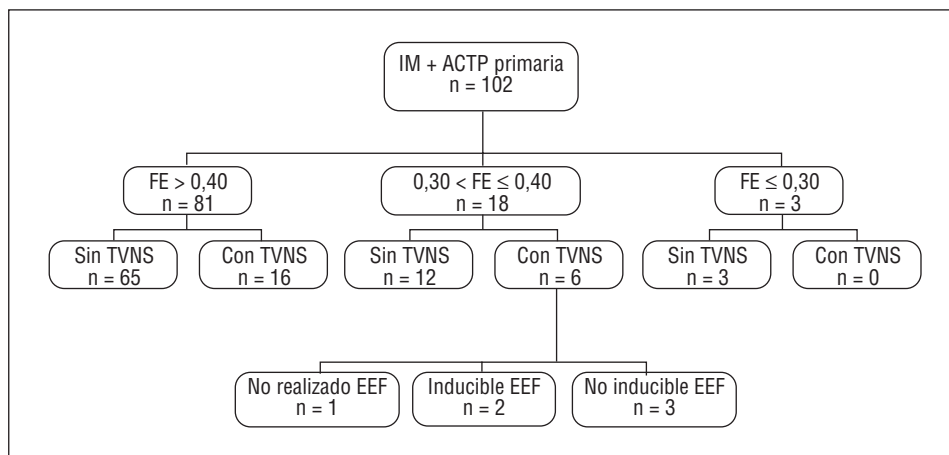 IM + ACTP primaria
n = 102
FE > 0,40
n = 81
0,30 < FE ≤ 0,40
n = 18
FE ≤ 0,30
n = 3
Sin TVNS
n = 65
Con TVNS
n = 16
Sin TVNS
n = 12
Con TVNS
n = 6
Sin TVNS
n = 3
Con TVNS
n = 0
No realizado EEF
n = 1
Inducible EEF
n = 2
No inducible EEF
n = 3